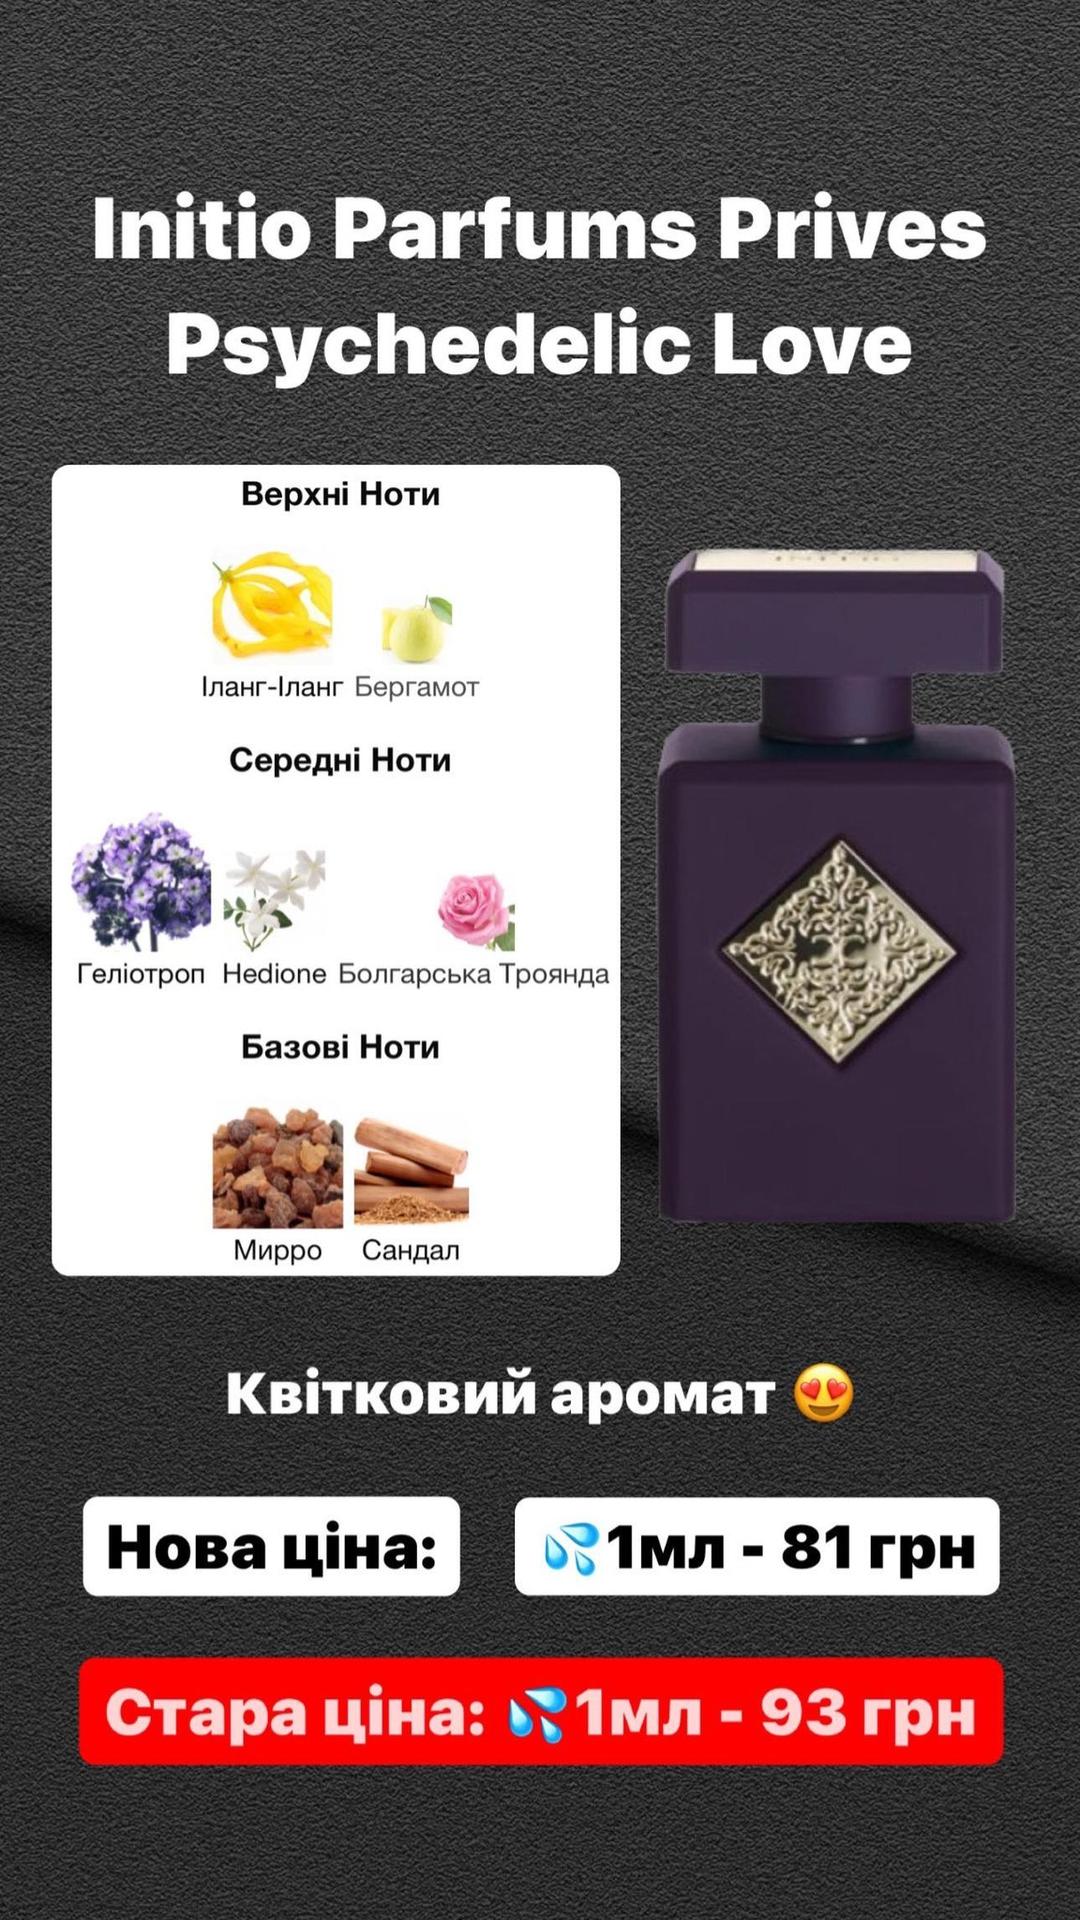 Initio Parfums Prives
Psychedelic Love
Верхні Ноти
Іланг-Іланг Бергамот
Середні Ноти
Геліотроп Hedione Болгарська Троянда
Базові Ноти
Мирро Сандал
Квітковий аромат 😍
Нова ціна: 💦1мл - 81 грн
Стара ціна: 💦1мл - 93 грн